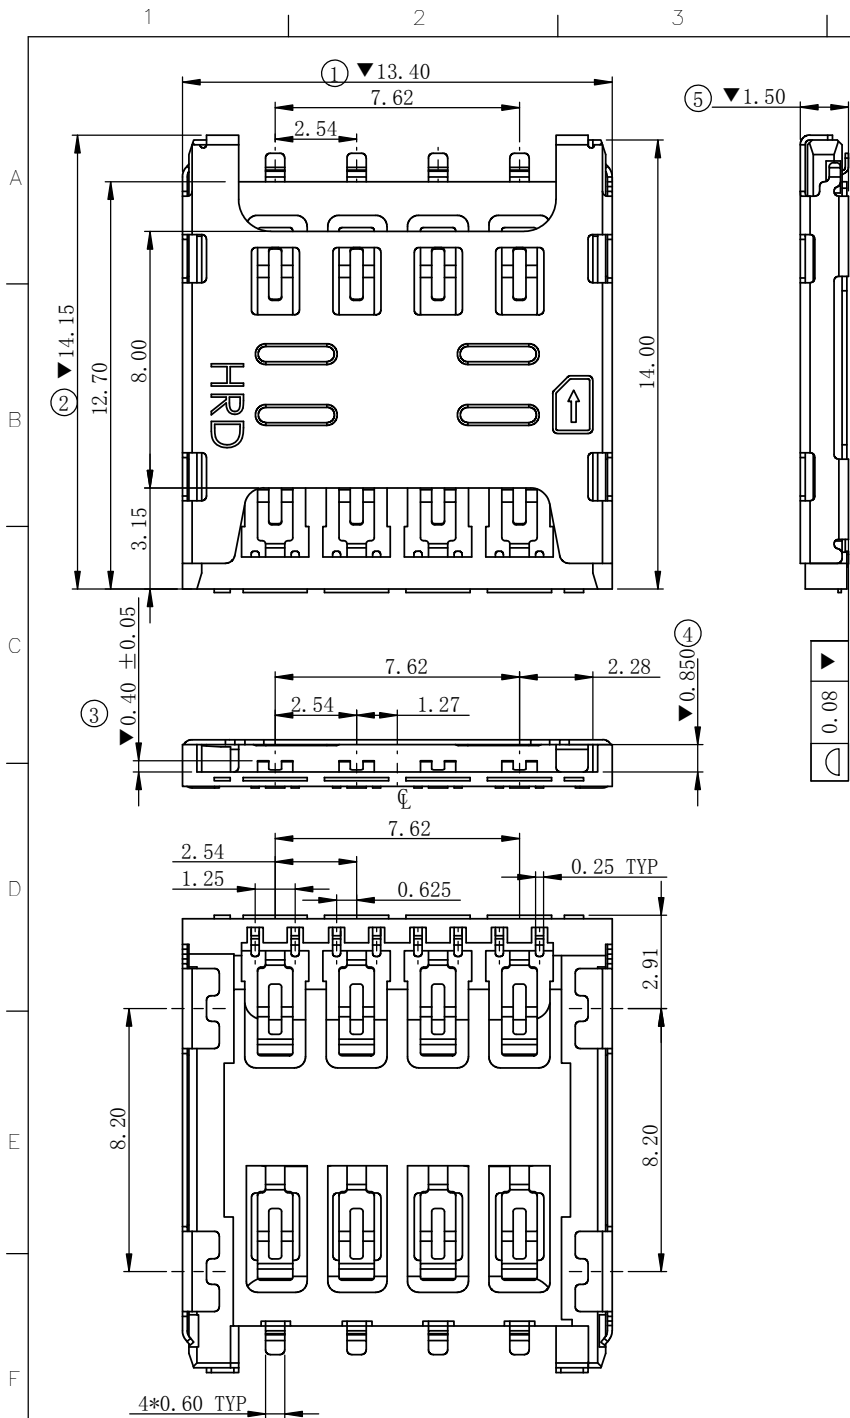 1 2 3
① ▼13.40
7.62
2.54
⑤ ▼1.50
A
B
C
D
E
F
② ▼14.15
12.70
8.00
3.15
14.00
HRD
③ ▼0.40 ±0.05
7.62
2.28
2.54
1.27
④ ▼0.850
0.08 ▼
℄
7.62
2.54
1.25
0.625
0.25 TYP
2.91
8.20
8.20
4*0.60 TYP